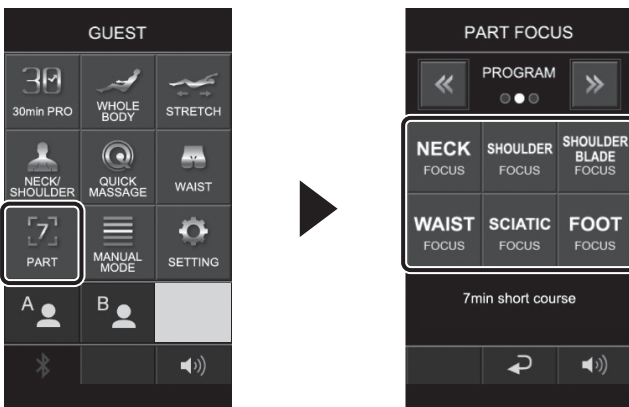 GUEST
30
30min PRO
WHOLE
BODY
STRETCH
NECK/
SHOULDER
QUICK
MASSAGE
WAIST
7
PART
MANUAL
MODE
SETTING
A
B
PART FOCUS
PROGRAM
NECK
FOCUS
SHOULDER
FOCUS
SHOULDER
BLADE
FOCUS
WAIST
FOCUS
SCIATIC
FOCUS
FOOT
FOCUS
7min short course